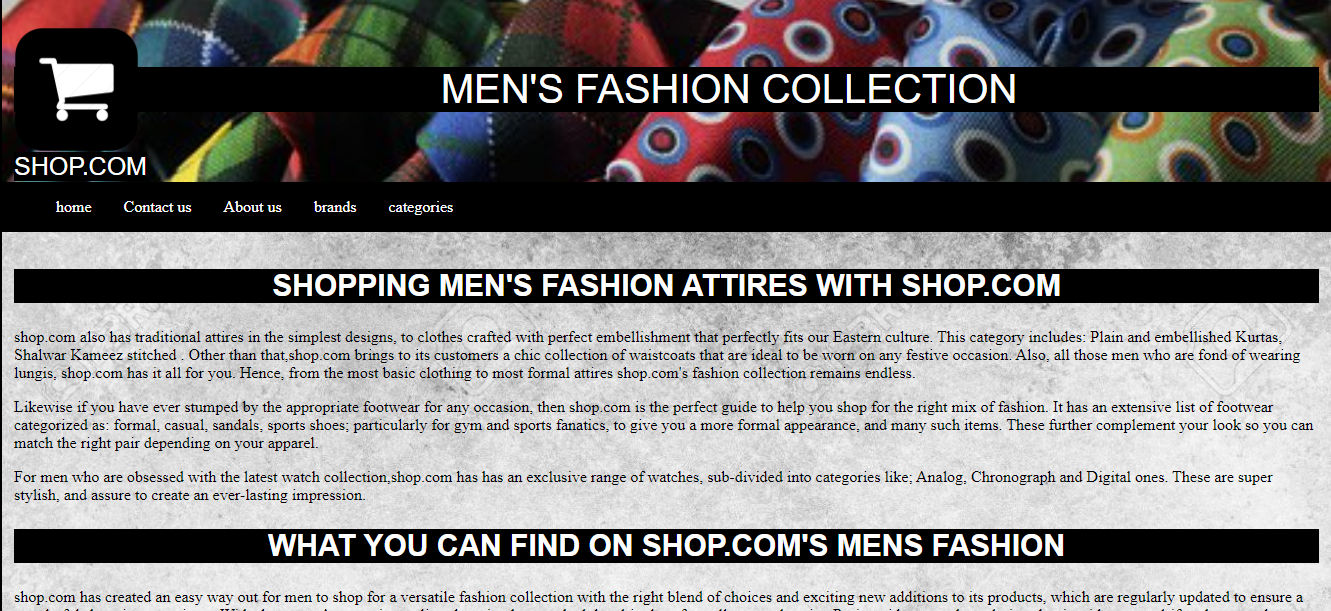 MEN'S FASHION COLLECTION
SHOP.COM
home Contact us About us brands categories
SHOPPING MEN'S FASHION ATTIRES WITH SHOP.COM
shop.com also has traditional attires in the simplest designs, to clothes crafted with perfect embellishment that perfectly fits our Eastern culture. This category includes: Plain and embellished Kurtas,
Shalwar Kameez stitched . Other than that,shop.com brings to its customers a chic collection of waistcoats that are ideal to be worn on any festive occasion. Also, all those men who are fond of wearing
lungis, shop.com has it all for you. Hence, from the most basic clothing to most formal attires shop.com's fashion collection remains endless.
Likewise if you have ever stumped by the appropriate footwear for any occasion, then shop.com is the perfect guide to help you shop for the right mix of fashion. It has an extensive list of footwear
categorized as: formal, casual, sandals, sports shoes; particularly for gym and sports fanatics, to give you a more formal appearance, and many such items. These further complement your look so you can
match the right pair depending on your apparel.
For men who are obsessed with the latest watch collection,shop.com has has an exclusive range of watches, sub-divided into categories like; Analog, Chronograph and Digital ones. These are super
stylish, and assure to create an ever-lasting impression.
WHAT YOU CAN FIND ON SHOP.COM'S MENS FASHION
shop.com has created an easy way out for men to shop for a versatile fashion collection with the right blend of choices and exciting new additions to its products, which are regularly updated to ensure a